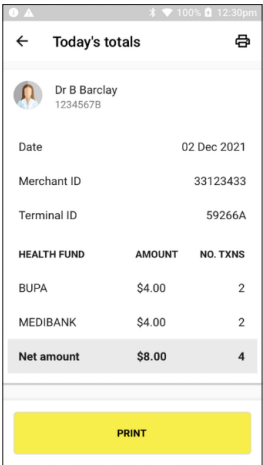 100% 12:30pm
Today's totals
Dr B Barclay
1234567B
Date 02 Dec 2021
Merchant ID 33123433
Terminal ID 59266A
HEALTH FUND AMOUNT NO. TXNS
BUPA $4.00 2
MEDIBANK $4.00 2
Net amount $8.00 4
PRINT